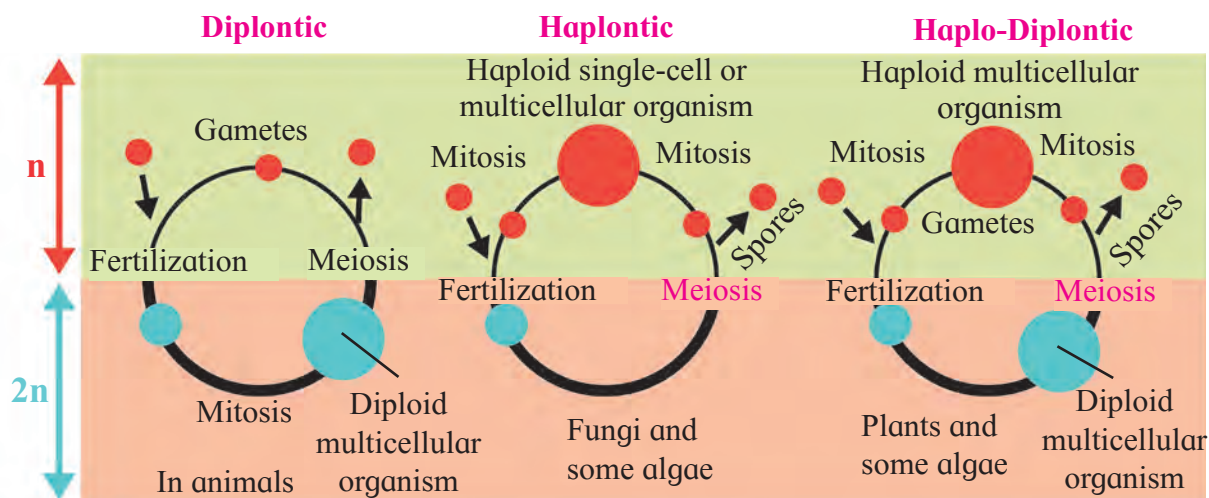 Diplontic
Haplontic
Haplo-Diplontic
n
2n
Gametes
Fertilization
Meiosis
Mitosis
Diploid
multicellular
organism
In animals
Haploid single-cell or
multicellular organism
Mitosis
Mitosis
Spores
Fertilization
Meiosis
Fungi and
some algae
Haploid multicellular
organism
Mitosis
Mitosis
Gametes
Spores
Fertilization
Meiosis
Plants and
some algae
Diploid
multicellular
organism